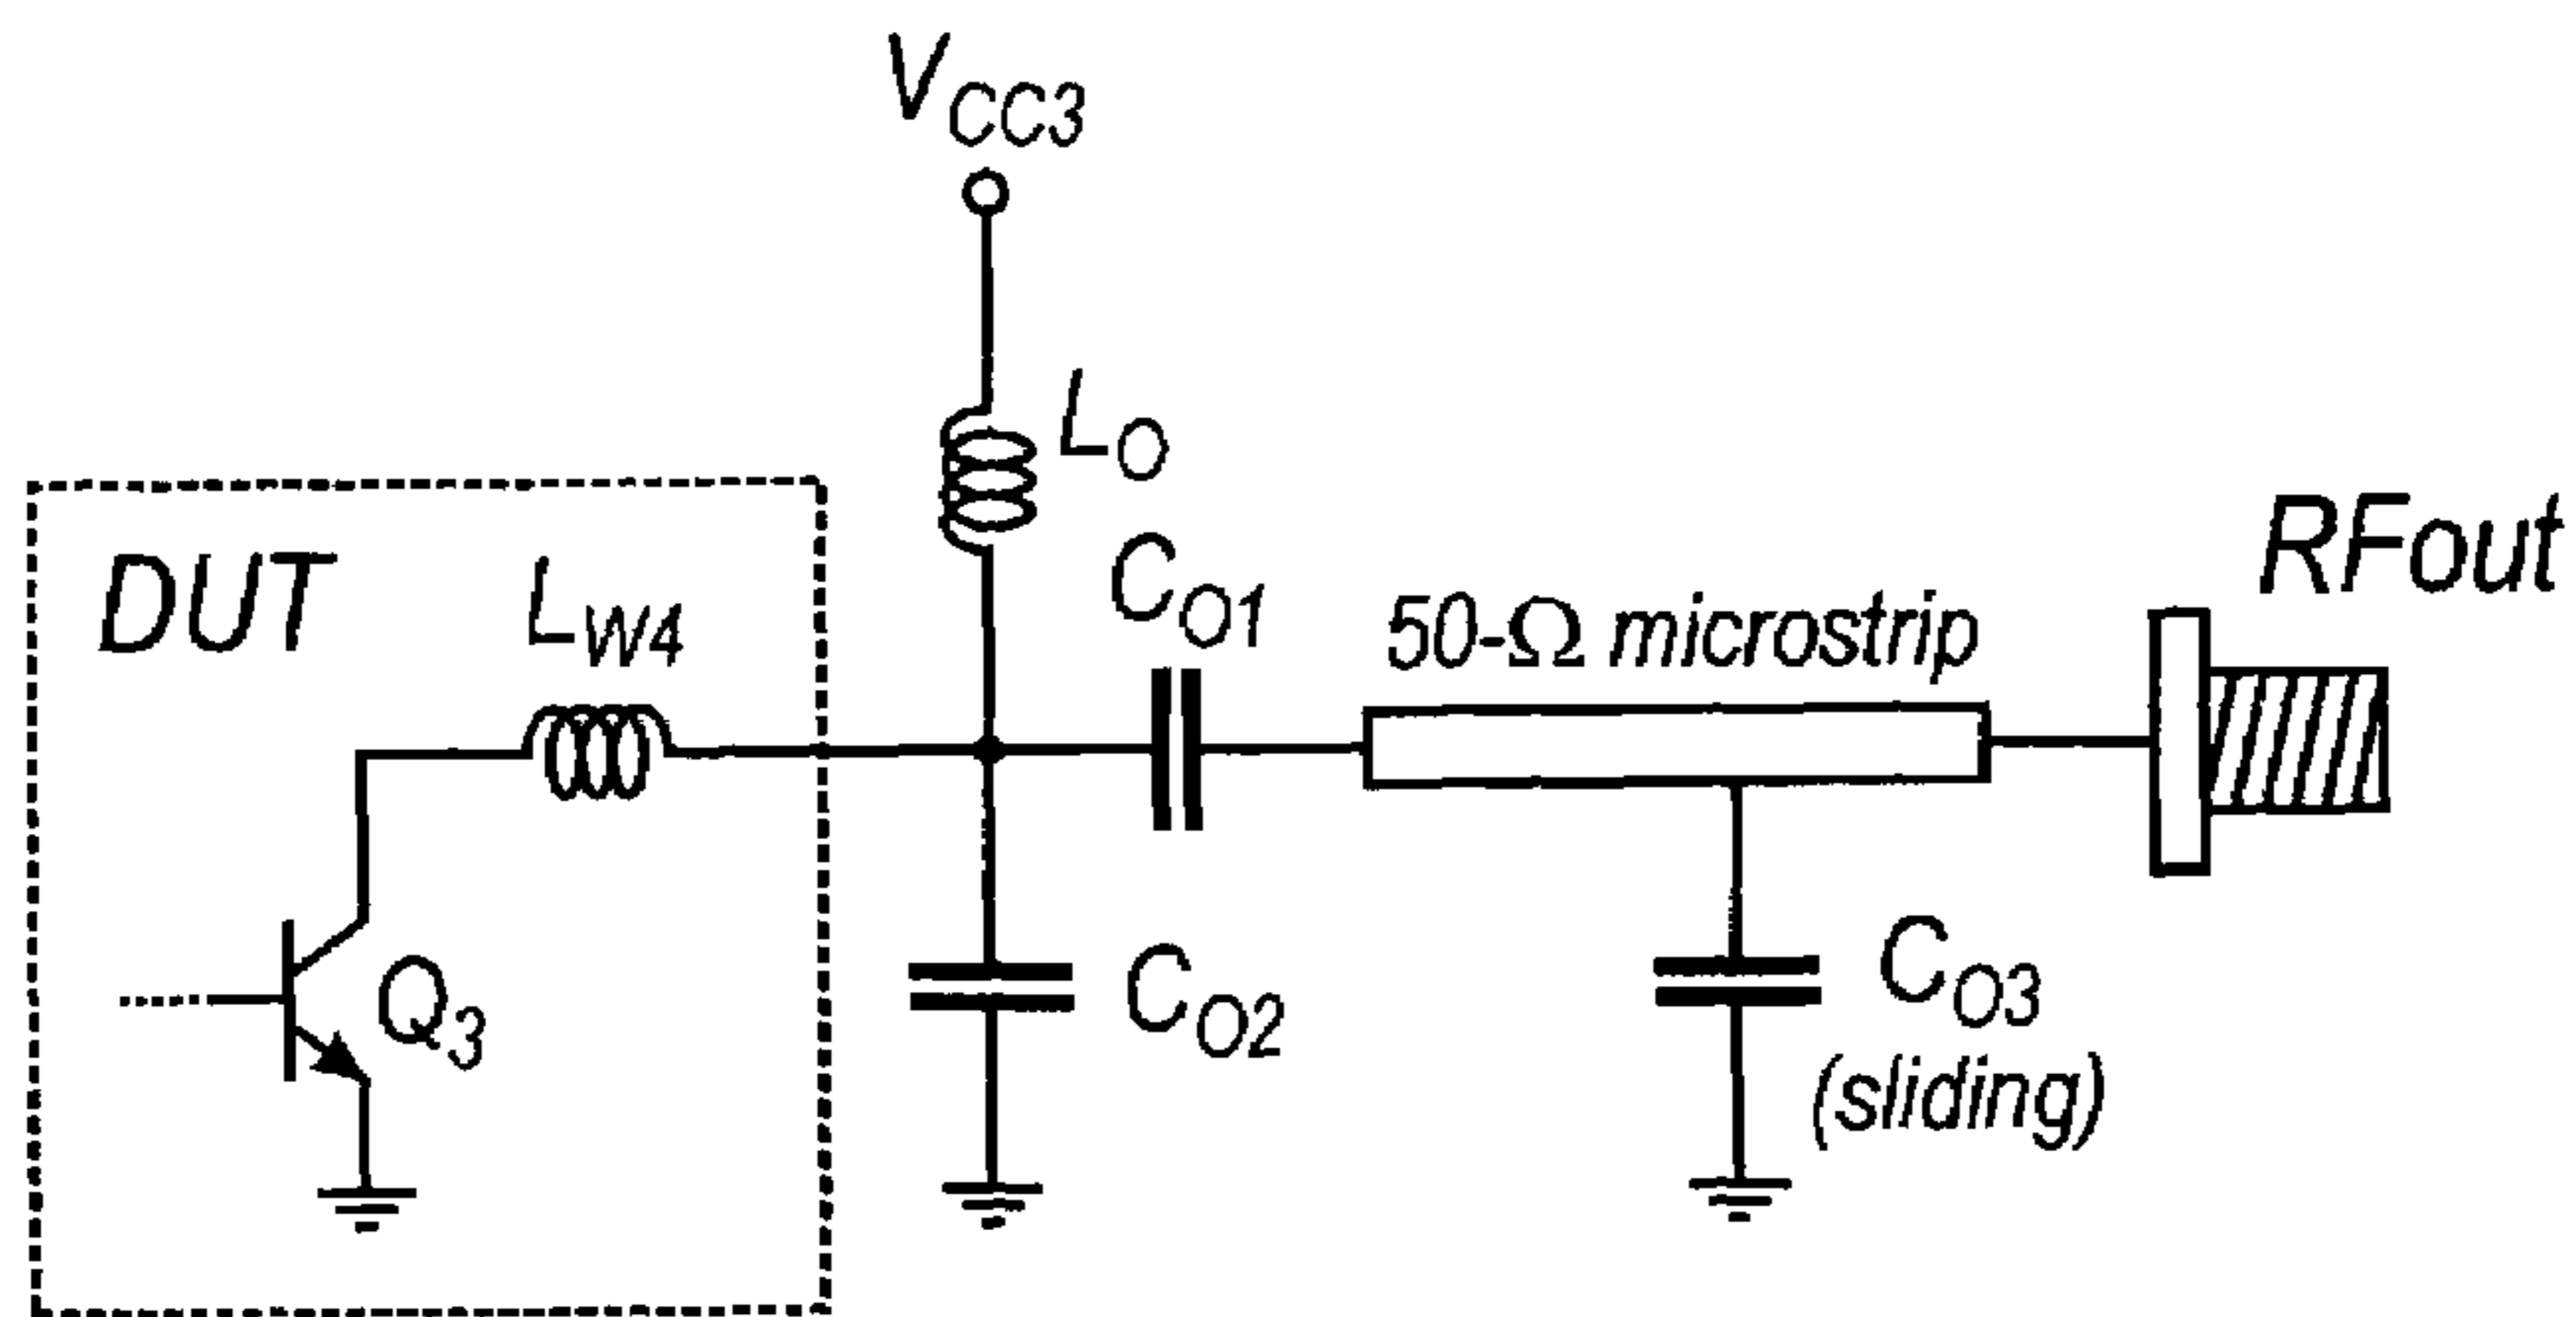 V_CC3
L_O
DUT
L_W4
C_O1
50-Ω microstrip
RFout
Q_3
C_O2
C_O3
(sliding)